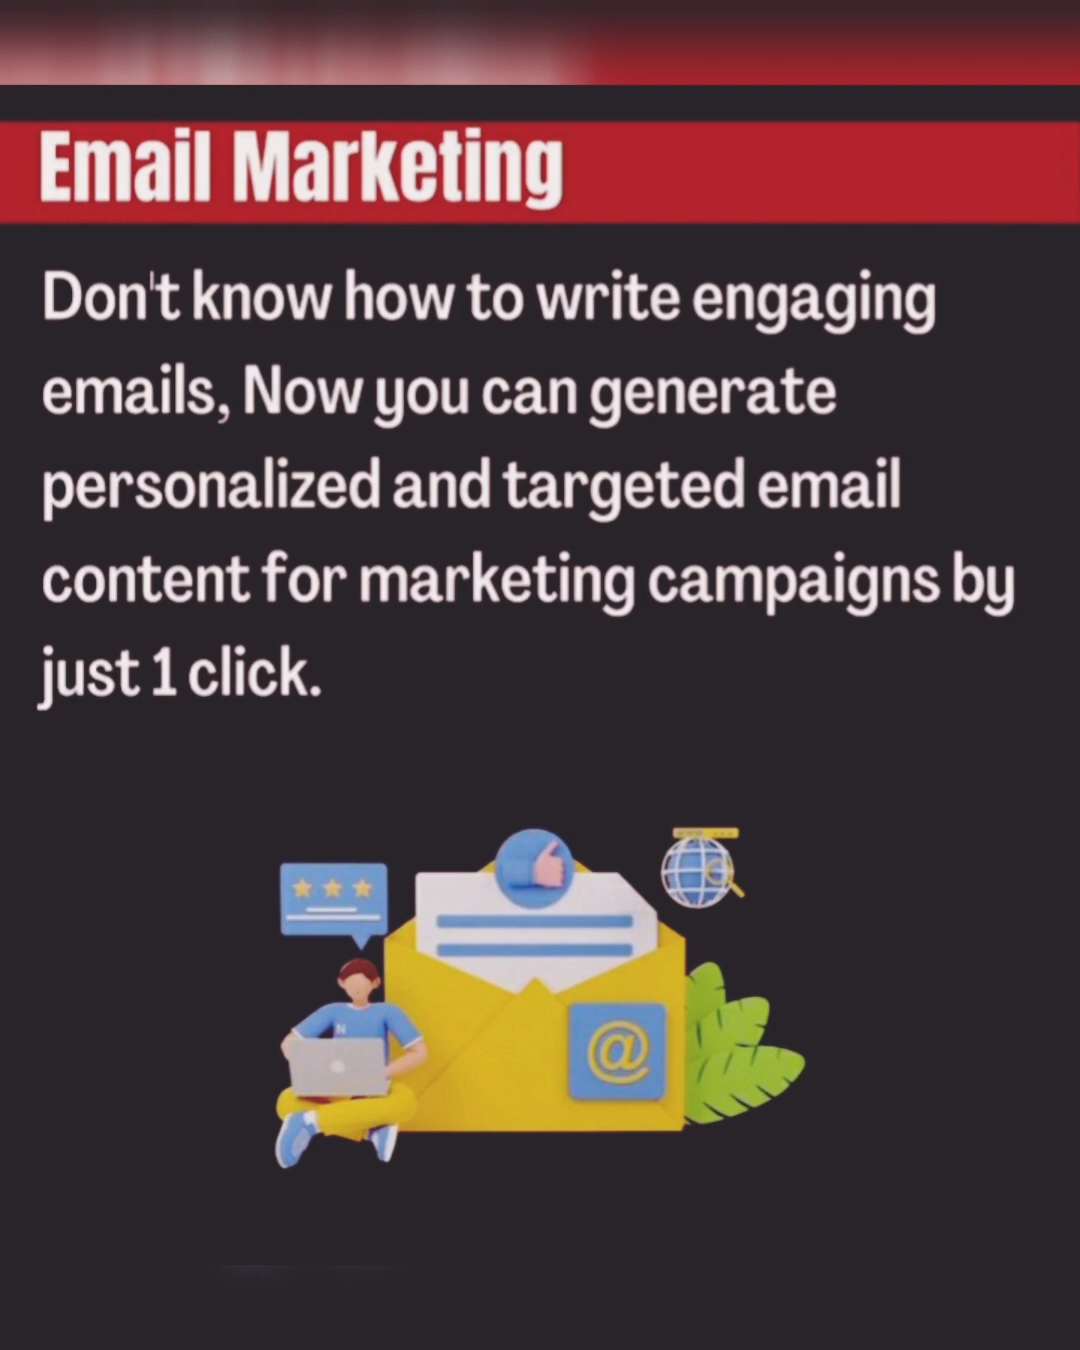 Email Marketing
Don't know how to write engaging
emails, Now you can generate
personalized and targeted email
content for marketing campaigns by
just 1 click.
N
@